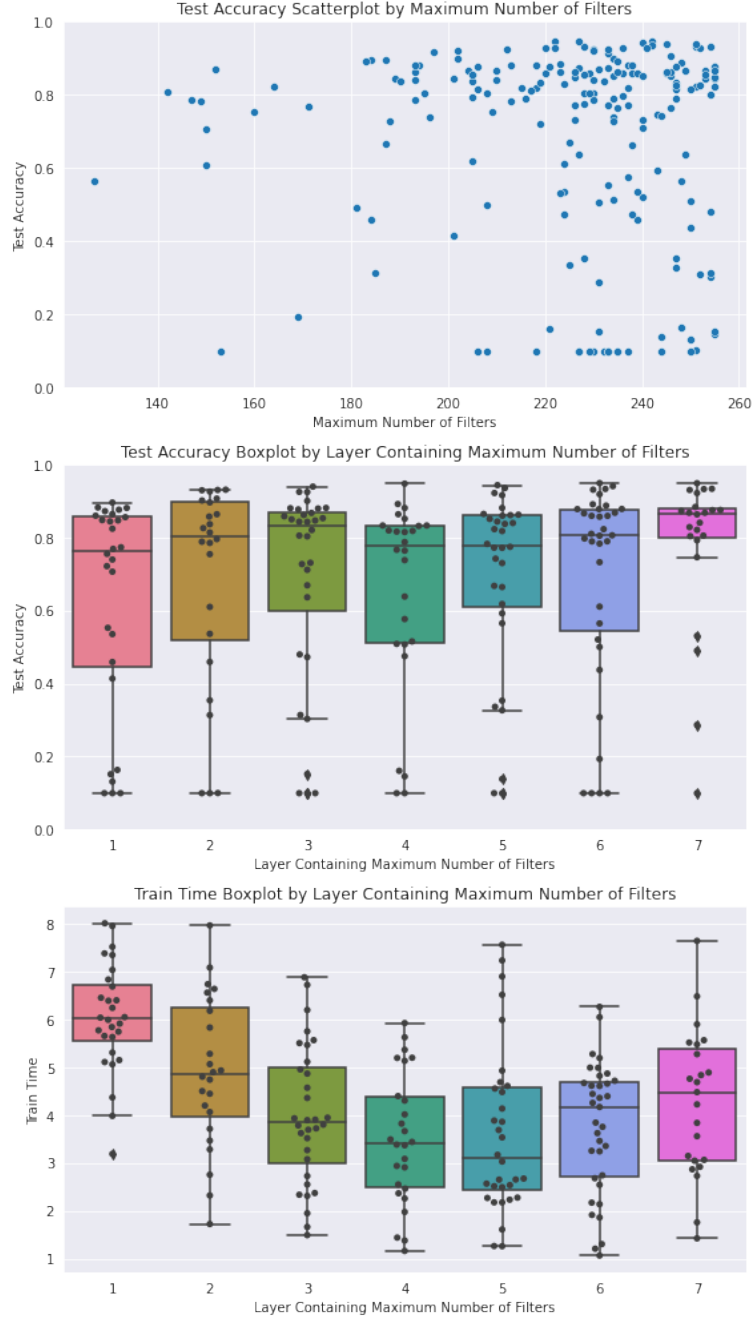 Test Accuracy Scatterplot by Maximum Number of Filters
1.0
0.8
0.6
0.4
0.2
0.0
Test Accuracy
140 160 180 200 220 240 260
Maximum Number of Filters
Test Accuracy Boxplot by Layer Containing Maximum Number of Filters
1.0
0.8
0.6
0.4
0.2
0.0
Test Accuracy
1 2 3 4 5 6 7
Layer Containing Maximum Number of Filters
Train Time Boxplot by Layer Containing Maximum Number of Filters
8
7
6
5
4
3
2
1
Train Time
1 2 3 4 5 6 7
Layer Containing Maximum Number of Filters